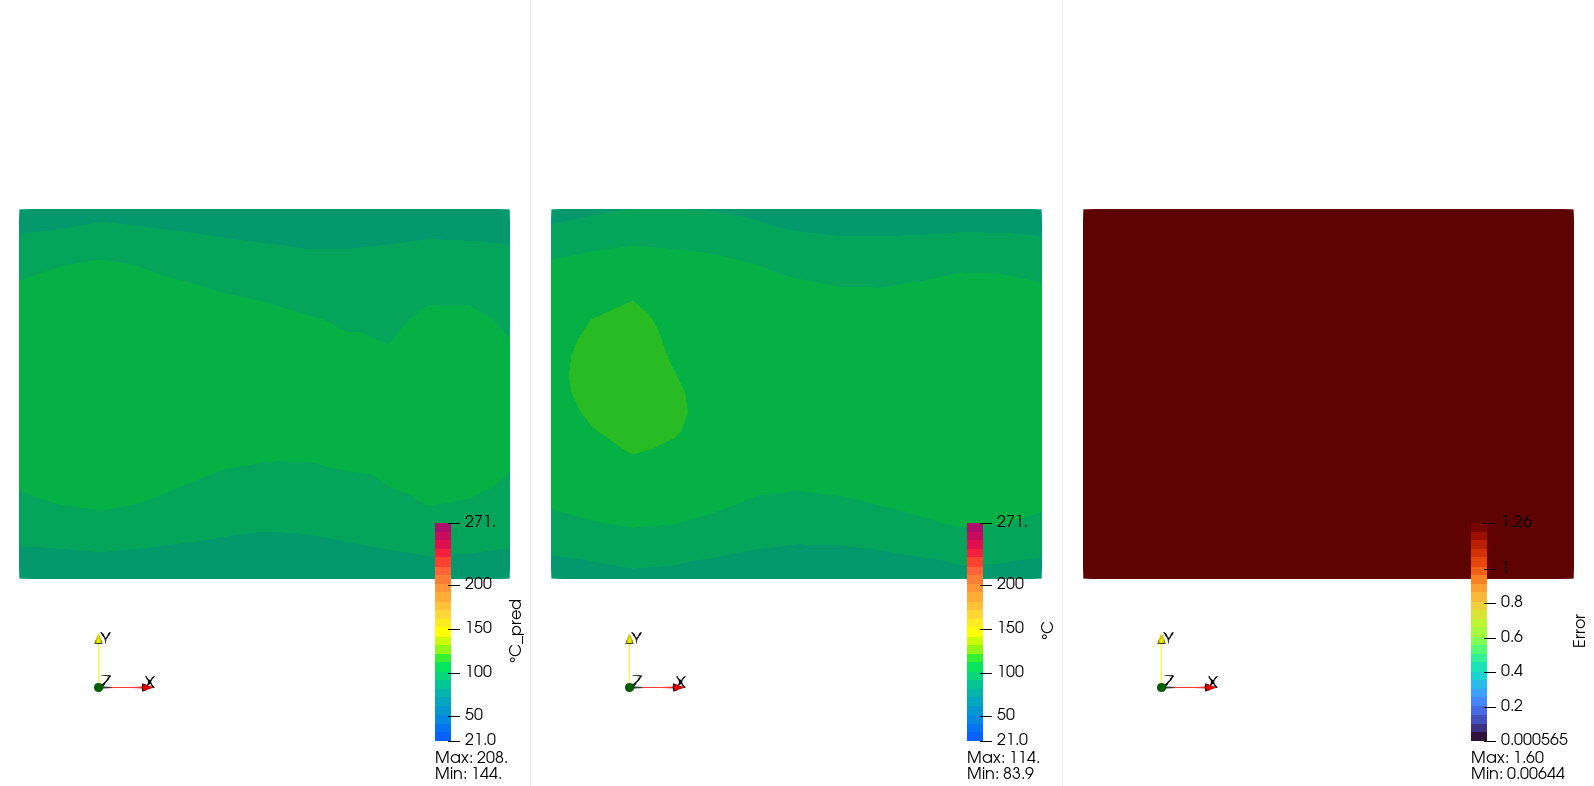 271.
200
150
100
50
21.0
°C_pred
Max: 208.
Min: 144.
Y
Z
X
271.
200
150
100
50
21.0
°C
Max: 114.
Min: 83.9
Y
Z
X
1.26
1
0.8
0.6
0.4
0.2
0.000565
Error
Max: 1.60
Min: 0.00644
Y
Z
X